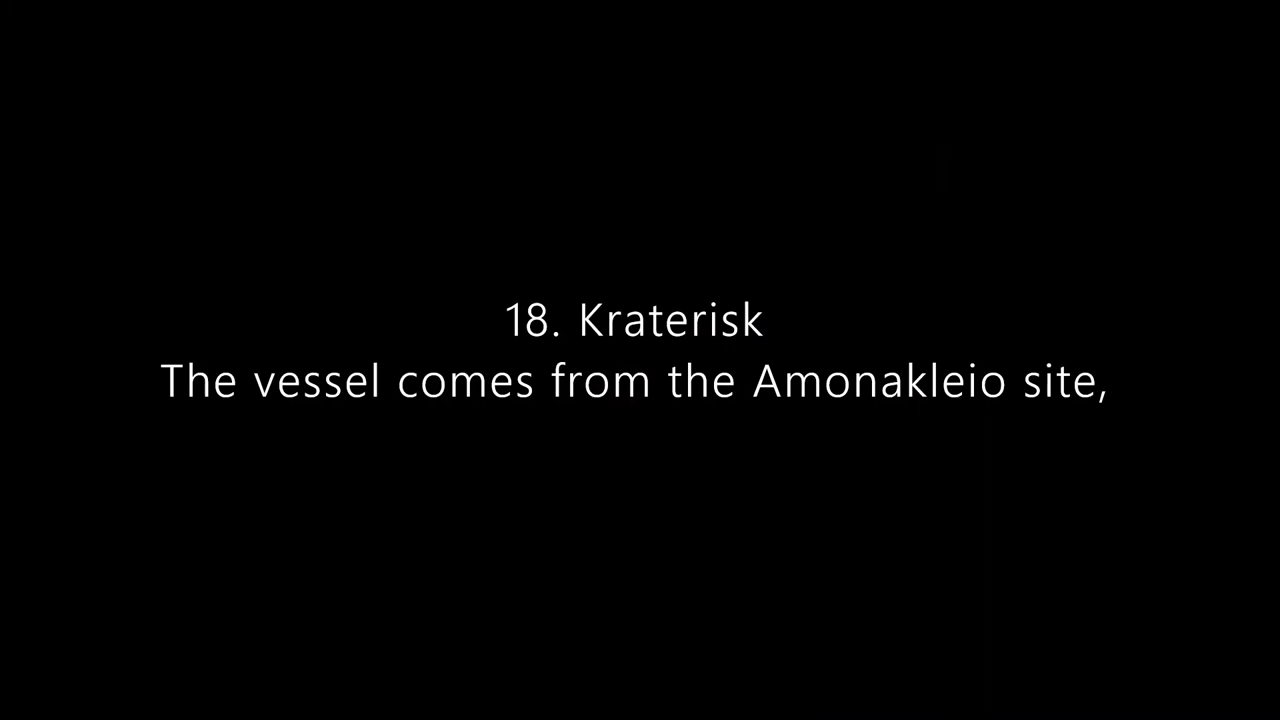 18. Kraterisk
The vessel comes from the Amonakleio site,